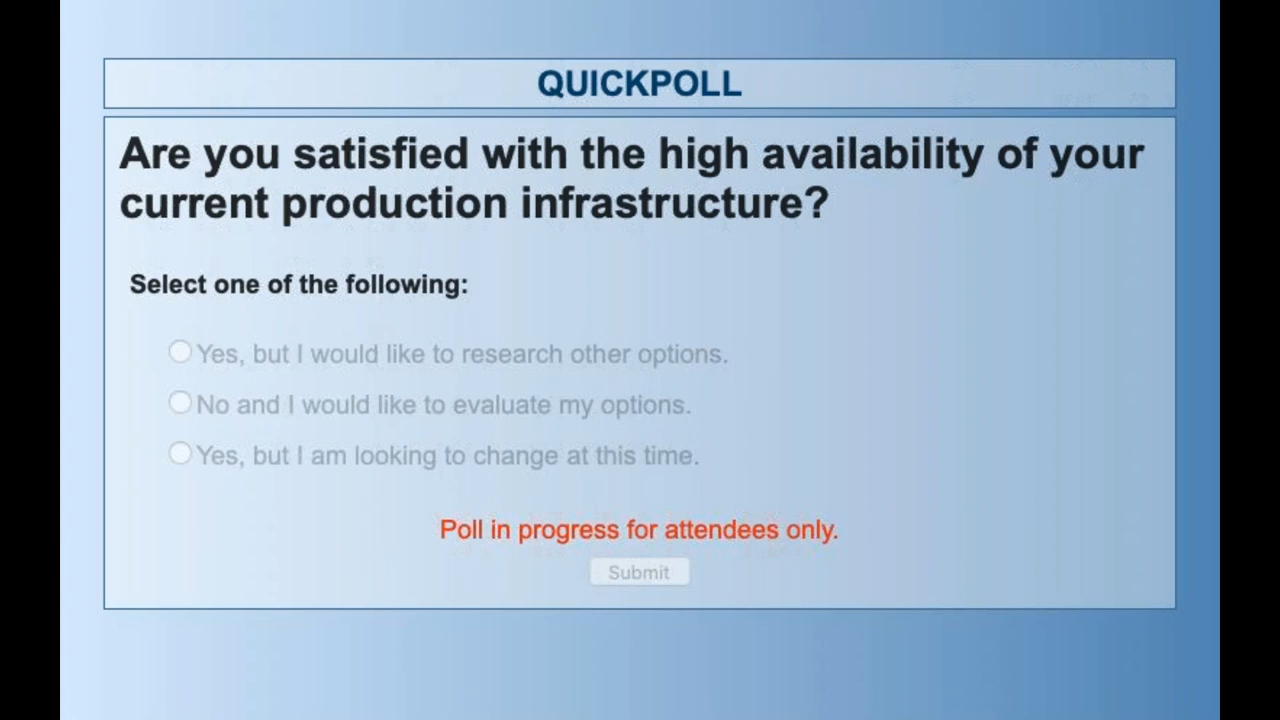 QUICKPOLL
Are you satisfied with the high availability of your
current production infrastructure?
Select one of the following:
Yes, but I would like to research other options.
No and I would like to evaluate my options.
Yes, but I am looking to change at this time.
Poll in progress for attendees only.
Submit